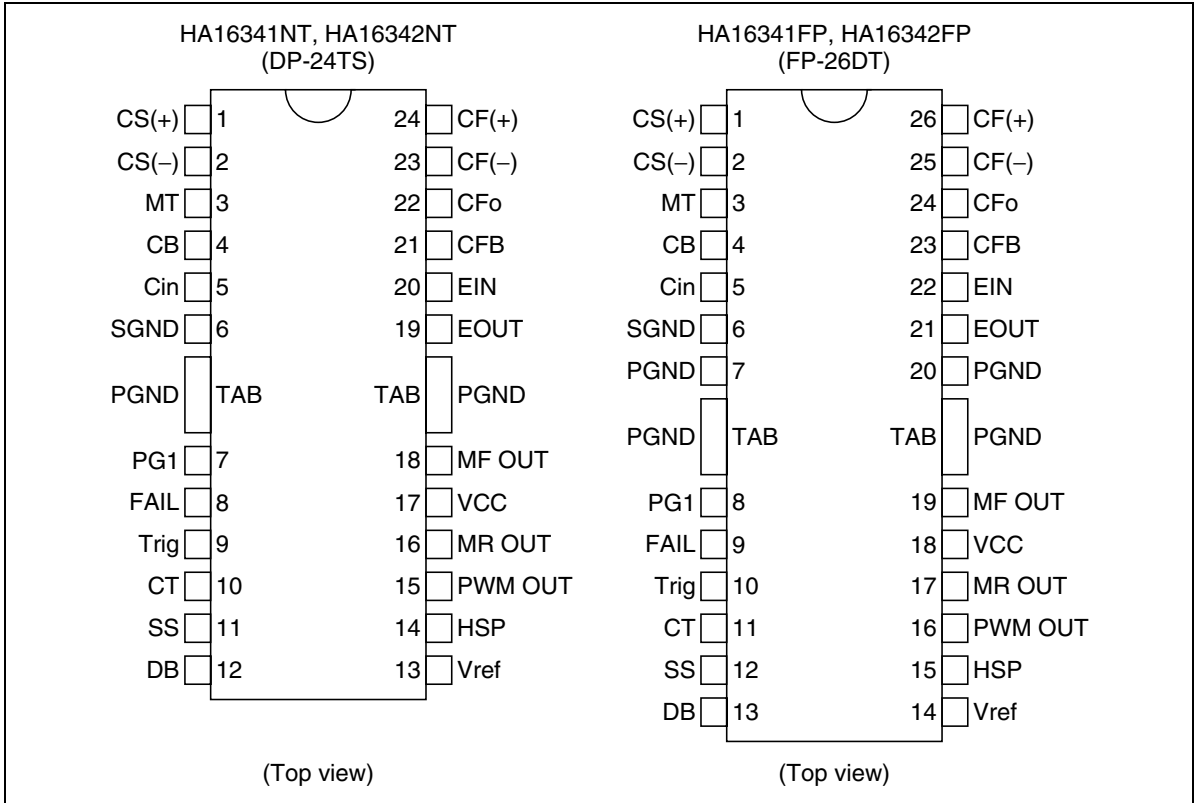 HA16341NT, HA16342NT
(DP-24TS)
CS(+) 1 24 CF(+)
CS(−) 2 23 CF(−)
MT 3 22 CFo
CB 4 21 CFB
Cin 5 20 EIN
SGND 6 19 EOUT
PGND TAB TAB PGND
PG1 7 18 MF OUT
FAIL 8 17 VCC
Trig 9 16 MR OUT
CT 10 15 PWM OUT
SS 11 14 HSP
DB 12 13 Vref
(Top view)
HA16341FP, HA16342FP
(FP-26DT)
CS(+) 1 26 CF(+)
CS(−) 2 25 CF(−)
MT 3 24 CFo
CB 4 23 CFB
Cin 5 22 EIN
SGND 6 21 EOUT
PGND 7 20 PGND
PGND TAB TAB PGND
PG1 8 19 MF OUT
FAIL 9 18 VCC
Trig 10 17 MR OUT
CT 11 16 PWM OUT
SS 12 15 HSP
DB 13 14 Vref
(Top view)